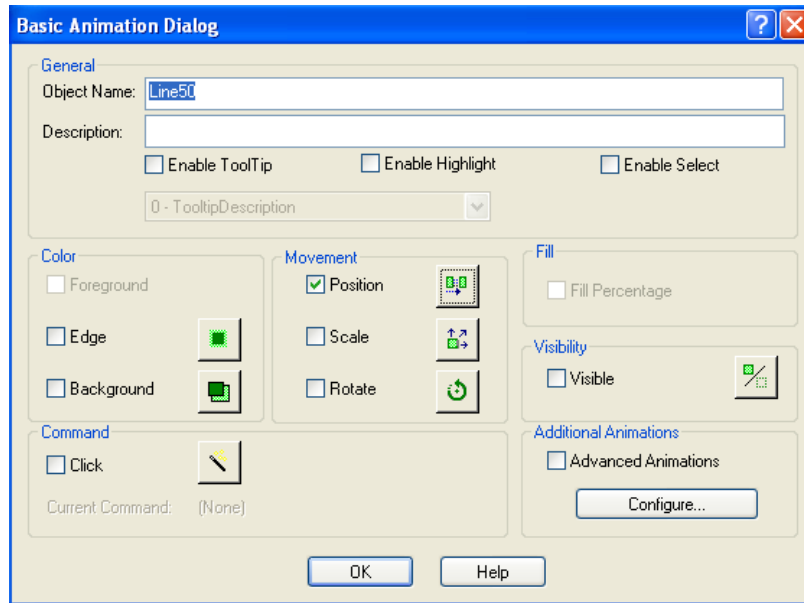 Basic Animation Dialog
General
Object Name: Line50
Description:
Enable ToolTip Enable Highlight Enable Select
0 - TooltipDescription
Color
Foreground
Edge
Background
Movement
Position
Scale
Rotate
Fill
Fill Percentage
Visibility
Visible
Command
Click
Current Command: (None)
Additional Animations
Advanced Animations
Configure...
OK Help